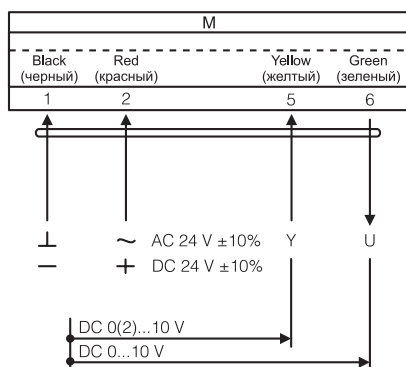 M
Black Red Yellow Green
(черный) (красный) (желтый) (зеленый)
1 2 5 6
⊥ ~ AC 24 V ±10% Y U
− + DC 24 V ±10%
DC 0(2)...10 V
DC 0...10 V